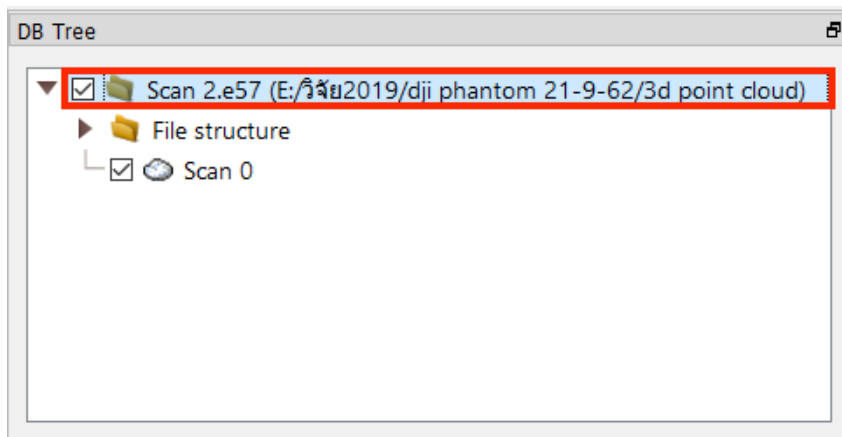 DB Tree
Scan 2.e57 (E:/วิจัย2019/dji phantom 21-9-62/3d point cloud)
File structure
Scan 0